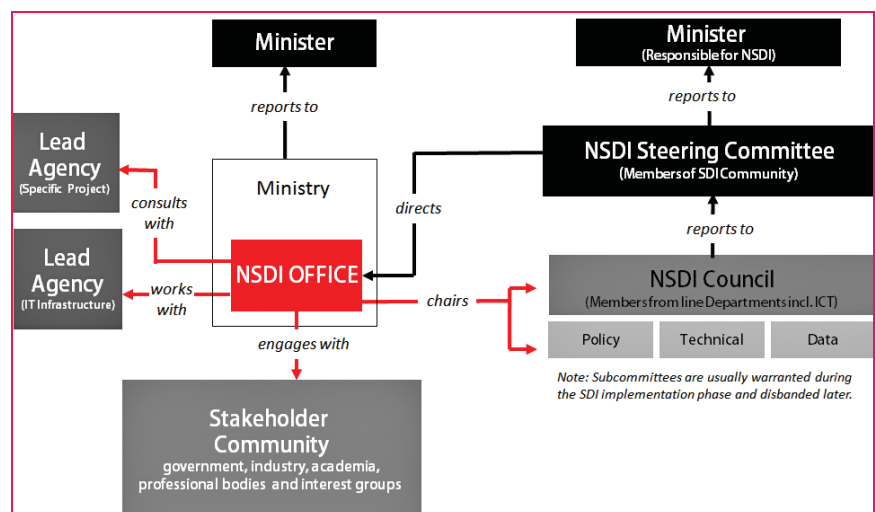 Minister
Minister
(Responsible for NSDI)
reports to
reports to
Lead
Agency
(Specific Project)
NSDI Steering Committee
(Members of SDI Community)
Ministry
consults
with
directs
reports to
Lead
Agency
(IT Infrastructure)
works
with
NSDI OFFICE
chairs
NSDI Council
(Members from line Departments incl. ICT)
engages with
Policy
Technical
Data
Note: Subcommittees are usually warranted during
the SDI implementation phase and disbanded later.
Stakeholder
Community
government, industry, academia,
professional bodies and interest groups